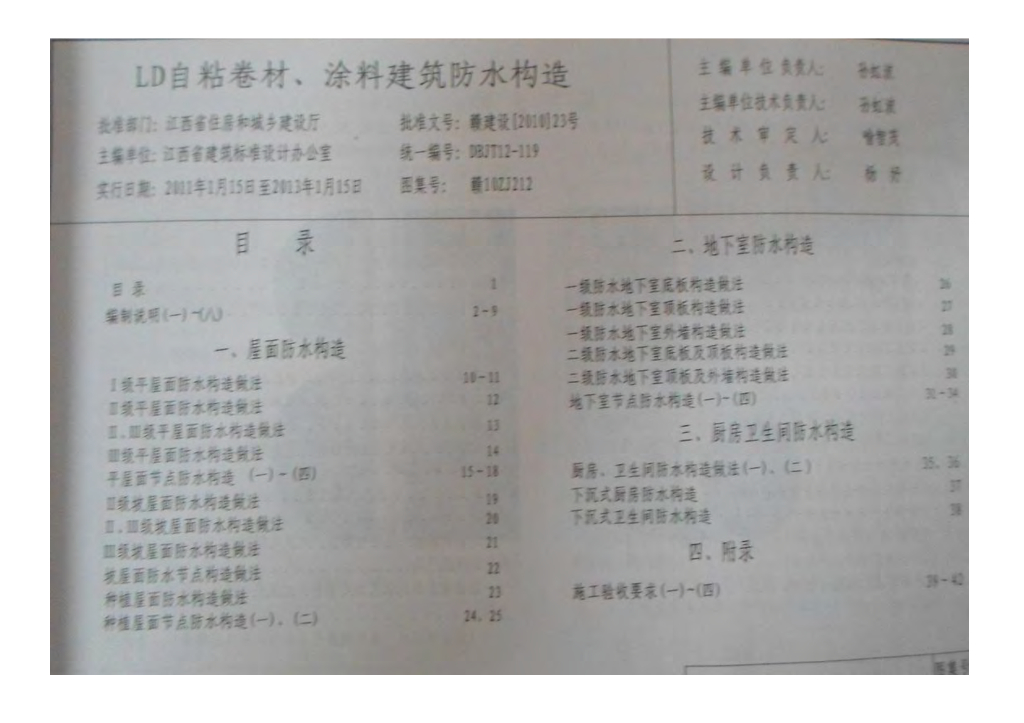 LD自粘卷材、涂料建筑防水构造
批准部门: 江西省住房和城乡建设厅 批准文号: 赣建设[2010]23号
主编单位: 江西省建筑标准设计办公室 统一编号: DBJT12-119
实行日期: 2011年1月15日至2013年1月15日 图集号: 赣10ZJ212
主编单位负责人:
主编单位技术负责人:
技术审定人:
设计负责人: 杨
目 录
目 录 1
编制说明(一)-(八) 2-9
一、屋面防水构造
Ⅰ级平屋面防水构造做法 10-11
Ⅱ级平屋面防水构造做法 12
Ⅱ、Ⅲ级平屋面防水构造做法 13
Ⅲ级平屋面防水构造做法 14
平屋面节点防水构造 (一)-(四) 15-18
Ⅱ级坡屋面防水构造做法 19
Ⅱ、Ⅲ级坡屋面防水构造做法 20
Ⅲ级坡屋面防水构造做法 21
坡屋面防水节点构造做法 22
种植屋面防水构造做法 23
种植屋面节点防水构造(一)、(二) 24、25
二、地下室防水构造
一级防水地下室底板构造做法 26
一级防水地下室顶板构造做法 27
一级防水地下室外墙构造做法 28
二级防水地下室底板及顶板构造做法 29
二级防水地下室顶板及外墙构造做法 30
地下室节点防水构造(一)-(四) 31-34
三、厨房卫生间防水构造
厨房、卫生间防水构造做法(一)、(二) 35、36
下沉式厨房防水构造 37
下沉式卫生间防水构造 38
四、附录
施工验收要求(一)-(四) 39-42
图集号